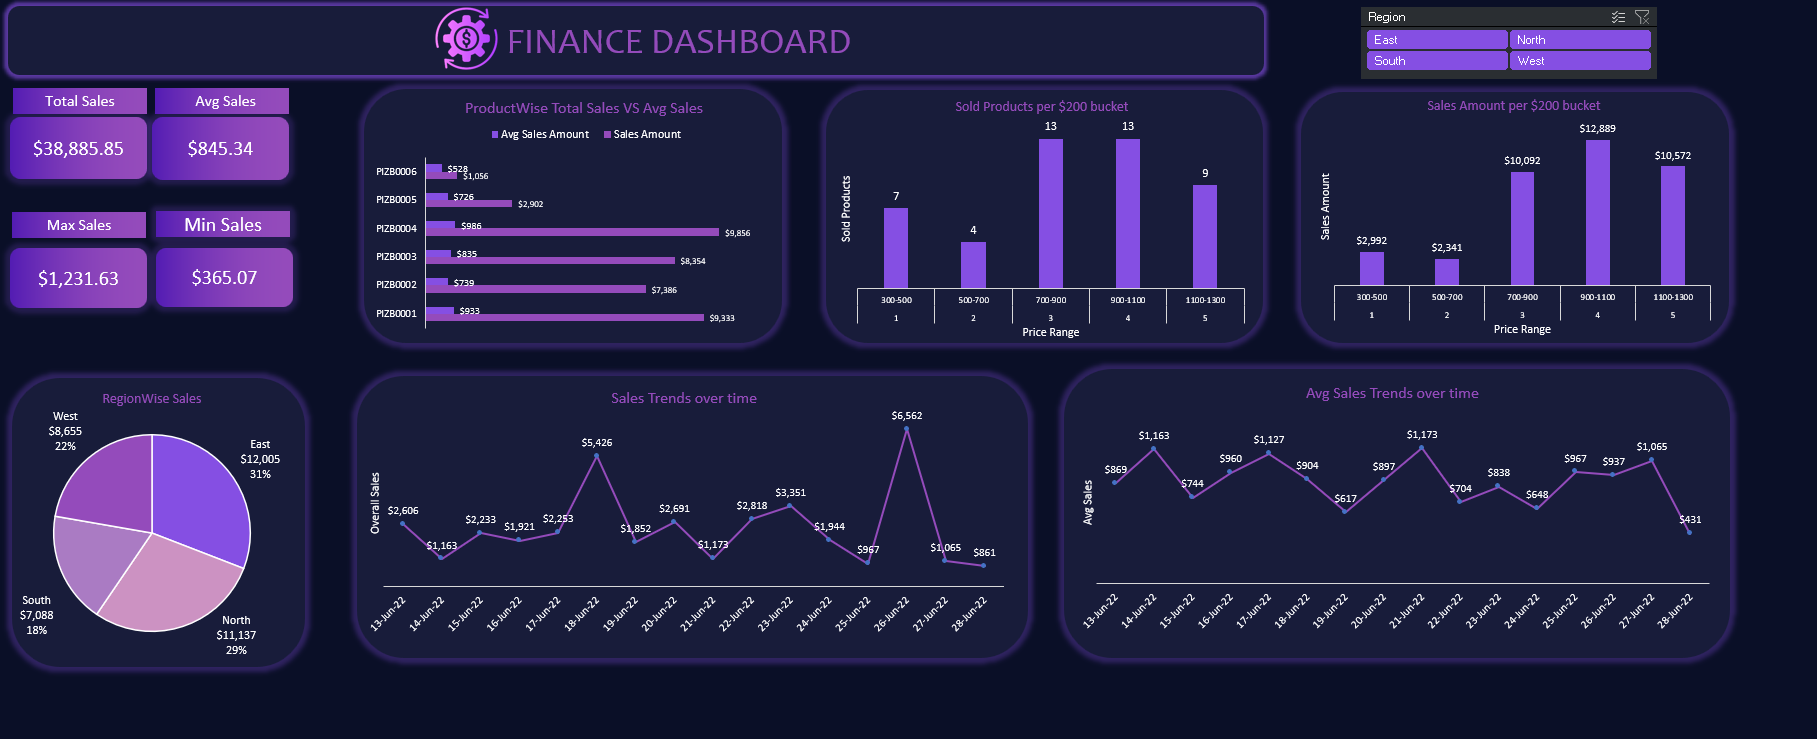 FINANCE DASHBOARD
Region
East
North
South
West
Total Sales
$38,885.85
Avg Sales
$845.34
Max Sales
$1,231.63
Min Sales
$365.07
ProductWise Total Sales VS Avg Sales
Avg Sales Amount
Sales Amount
PIZB0006
$528
$1,056
PIZB0005
$726
$2,902
PIZB0004
$986
$9,856
PIZB0003
$835
$8,354
PIZB0002
$739
$7,386
PIZB0001
$933
$9,333
Sold Products per $200 bucket
Sold Products
7
4
13
13
9
300-500
500-700
700-900
900-1100
1100-1300
1
2
3
4
5
Price Range
Sales Amount per $200 bucket
Sales Amount
$2,992
$2,341
$10,092
$12,889
$10,572
300-500
500-700
700-900
900-1100
1100-1300
1
2
3
4
5
Price Range
RegionWise Sales
West
$8,655
22%
East
$12,005
31%
South
$7,088
18%
North
$11,137
29%
Sales Trends over time
Overall Sales
$2,606
$1,163
$2,233
$1,921
$2,253
$5,426
$1,852
$2,691
$1,173
$2,818
$3,351
$1,944
$967
$6,562
$1,065
$861
13-Jun-22
14-Jun-22
15-Jun-22
16-Jun-22
17-Jun-22
18-Jun-22
19-Jun-22
20-Jun-22
21-Jun-22
22-Jun-22
23-Jun-22
24-Jun-22
25-Jun-22
26-Jun-22
27-Jun-22
28-Jun-22
Avg Sales Trends over time
Avg Sales
$869
$1,163
$744
$960
$1,127
$904
$617
$897
$1,173
$704
$838
$648
$967
$937
$1,065
$431
13-Jun-22
14-Jun-22
15-Jun-22
16-Jun-22
17-Jun-22
18-Jun-22
19-Jun-22
20-Jun-22
21-Jun-22
22-Jun-22
23-Jun-22
24-Jun-22
25-Jun-22
26-Jun-22
27-Jun-22
28-Jun-22